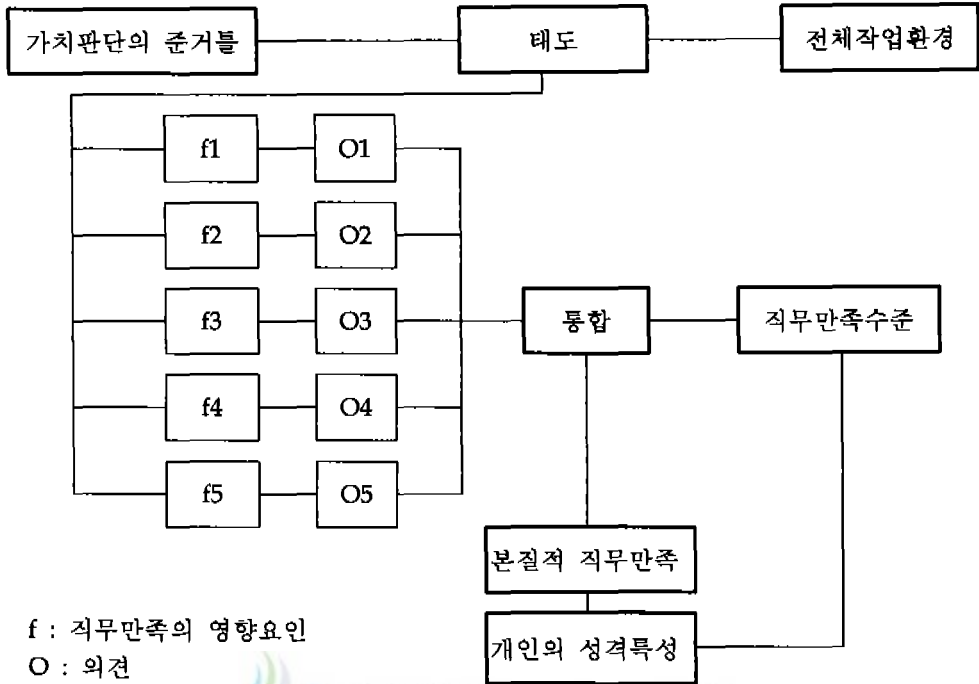 가치판단의 준거틀 태도 전체작업환경
f1 O1
f2 O2
f3 O3
통합 직무만족수준
f4 O4
f5 O5
본질적 직무만족
개인의 성격특성
f : 직무만족의 영향요인
O : 의견